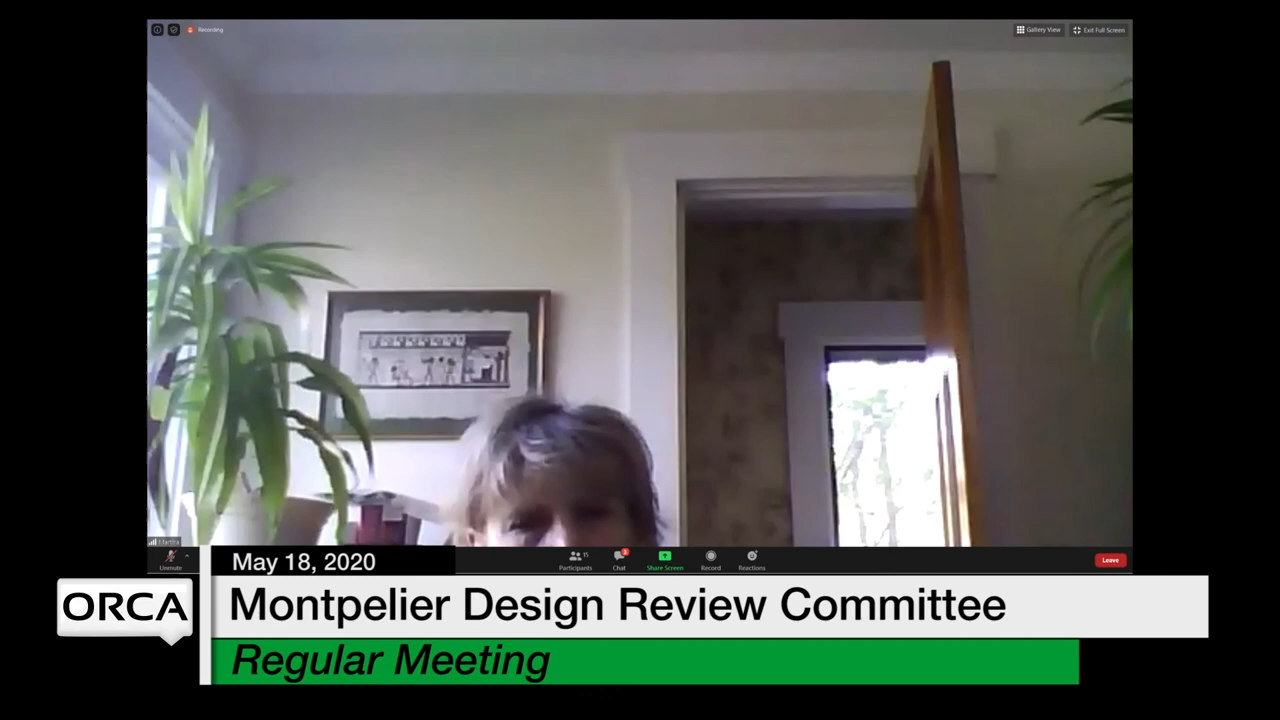 Recording
Gallery View
Exit Full Screen
Martha
Unmute
Participants
15
Chat
Share Screen
Record
Reactions
Leave
May 18, 2020
ORCA
Montpelier Design Review Committee
Regular Meeting